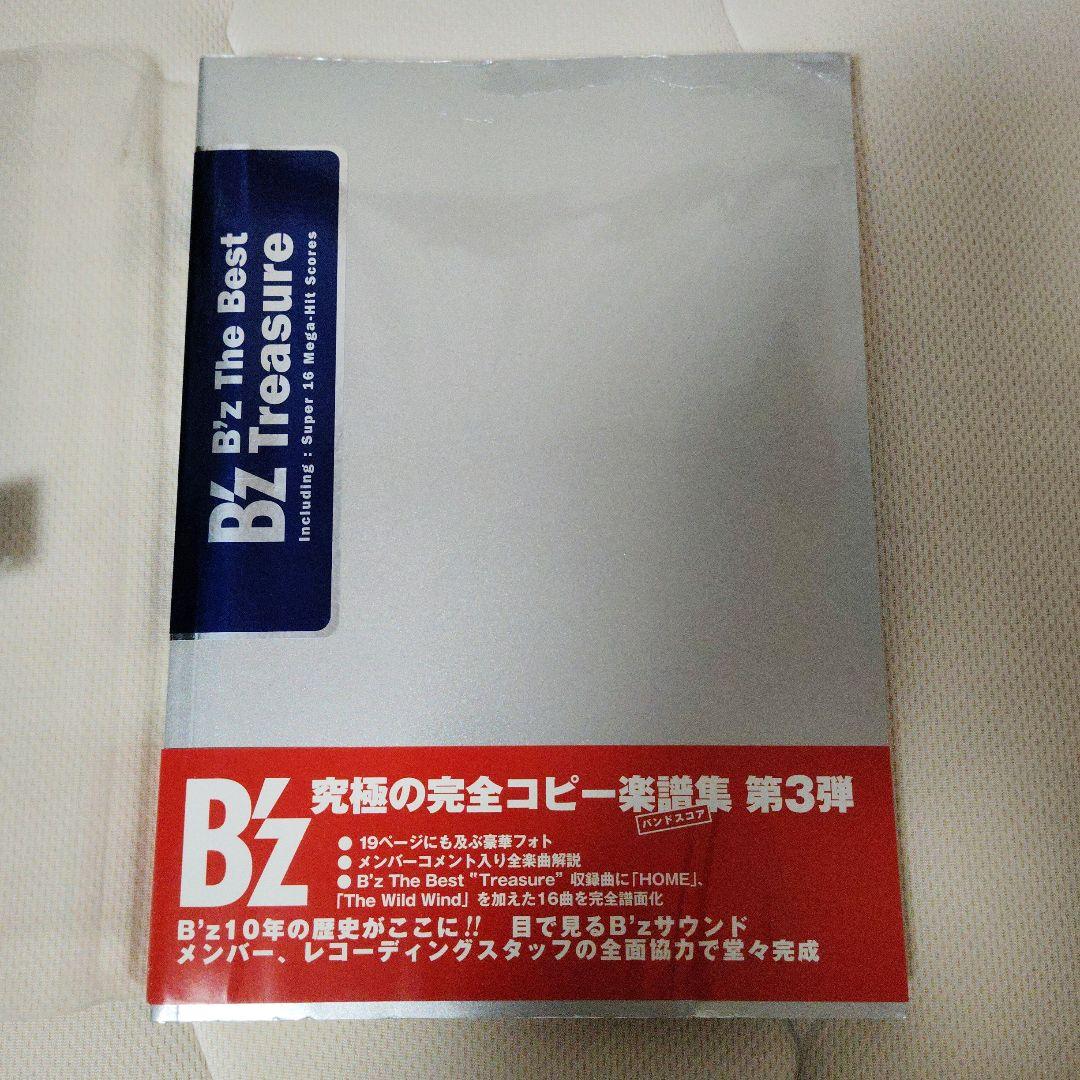 B'z
B'z The Best
B'z Treasure
Including : Super 16 Mega-Hit Scores
B'z
究極の完全コピー楽譜集 第3弾
バンドスコア
● 19ページにも及ぶ豪華フォト
● メンバーコメント入り全楽曲解説
● B'z The Best "Treasure" 収録曲に「HOME」、
「The Wild Wind」を加えた16曲を完全譜面化
B'z10年の歴史がここに!! 目で見るB'zサウンド
メンバー、レコーディングスタッフの全面協力で堂々完成